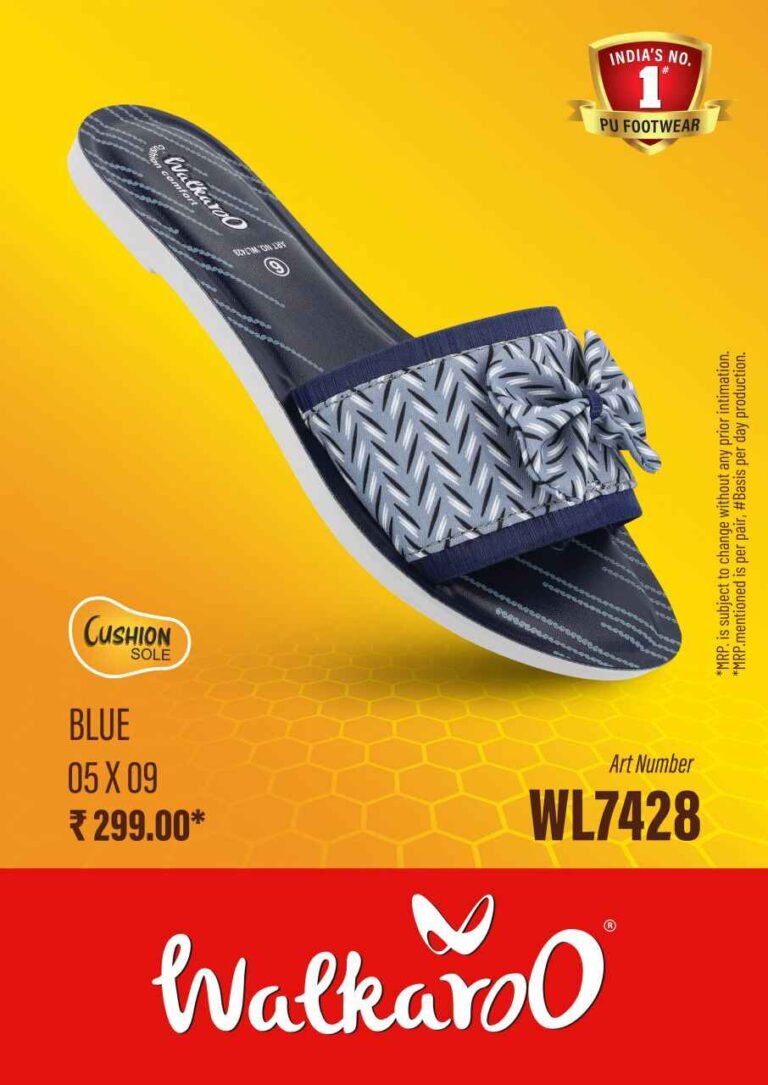 INDIA'S NO.
1#
PU FOOTWEAR
Walkaroo
fashion comfort
ART NO. WL7428
6
*MRP. is subject to change without any prior intimation.
*MRP.mentioned is per pair, #Basis per day production.
CUSHION
SOLE
BLUE
05 X 09
₹ 299.00*
Art Number
WL7428
Walkaroo®